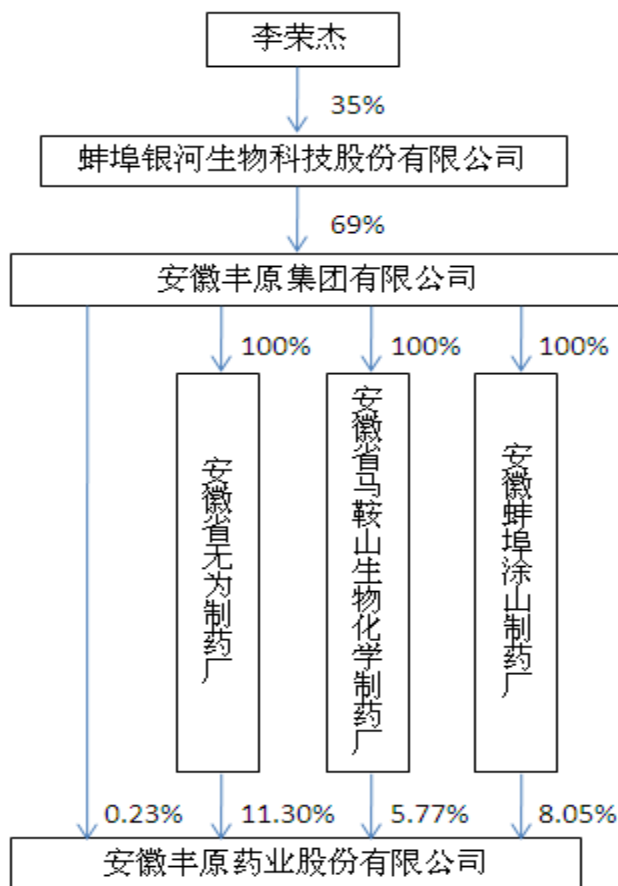 李荣杰
35%
蚌埠银河生物科技股份有限公司
69%
安徽丰原集团有限公司
100%
100%
100%
安徽省无为制药厂
安徽省马鞍山生物化学制药厂
安徽蚌埠涂山制药厂
0.23%
11.30%
5.77%
8.05%
安徽丰原药业股份有限公司